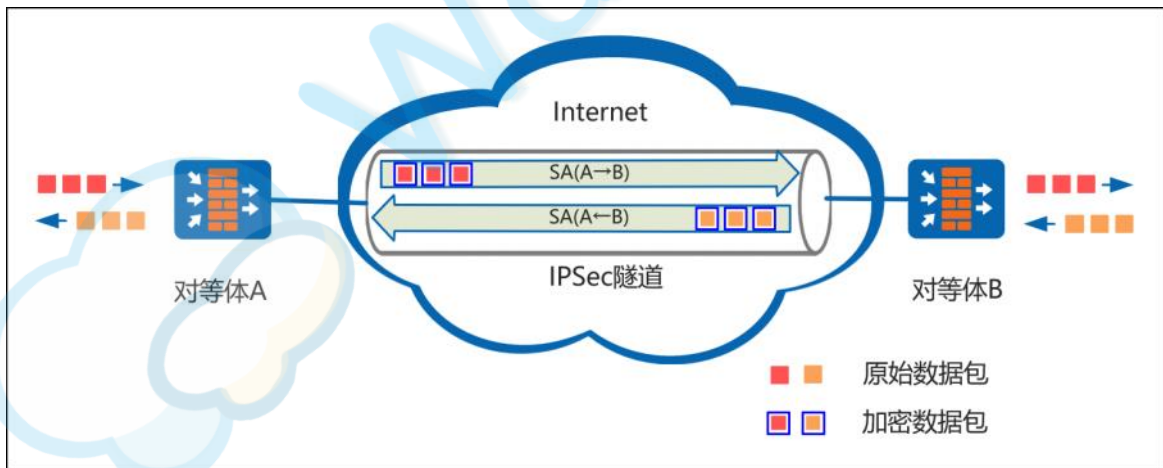 Internet
SA(A→B)
SA(A←B)
IPSec隧道
对等体A
对等体B
原始数据包
加密数据包